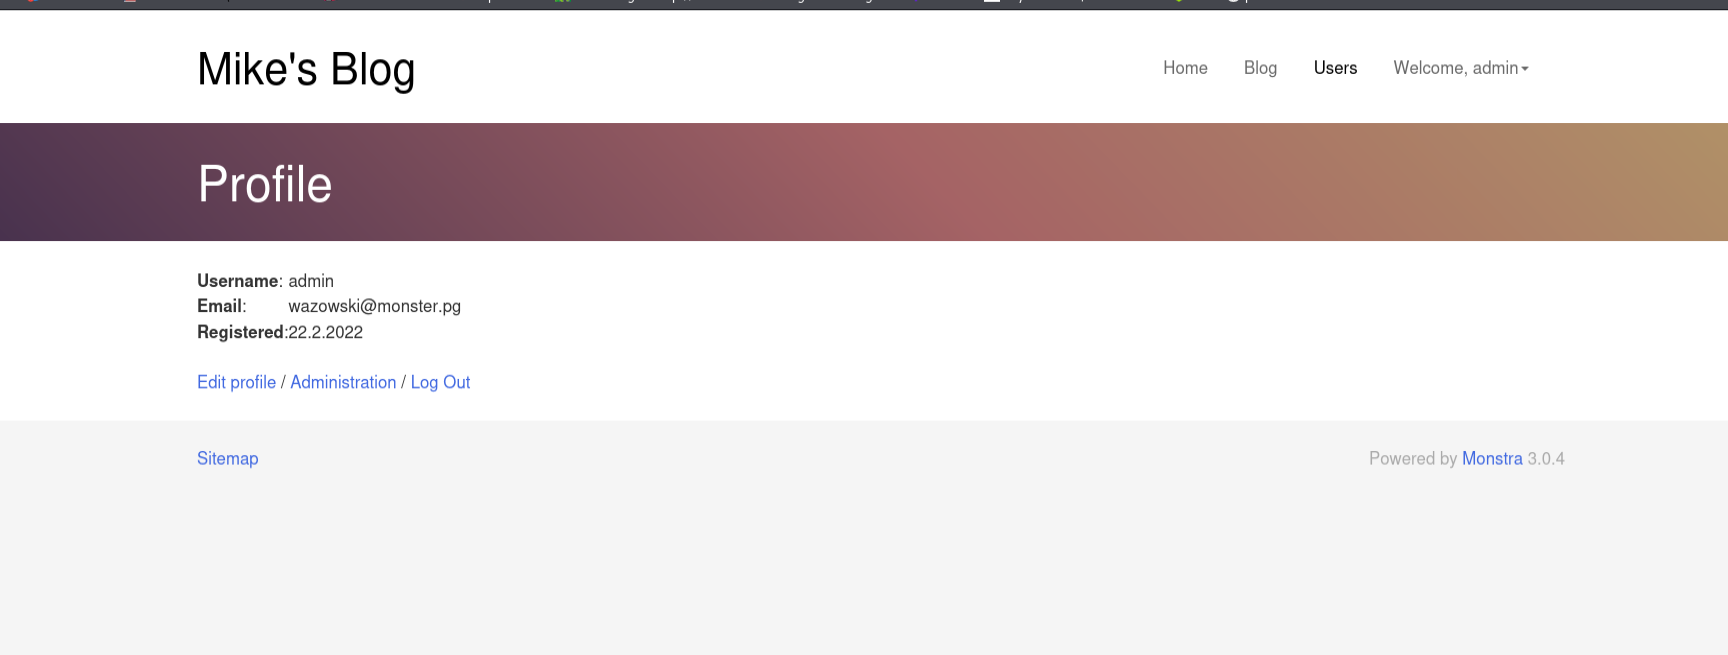 Mike's Blog
Home Blog Users Welcome, admin
Profile
Username: admin
Email: wazowski@monster.pg
Registered:22.2.2022
Edit profile / Administration / Log Out
Sitemap
Powered by Monstra 3.0.4